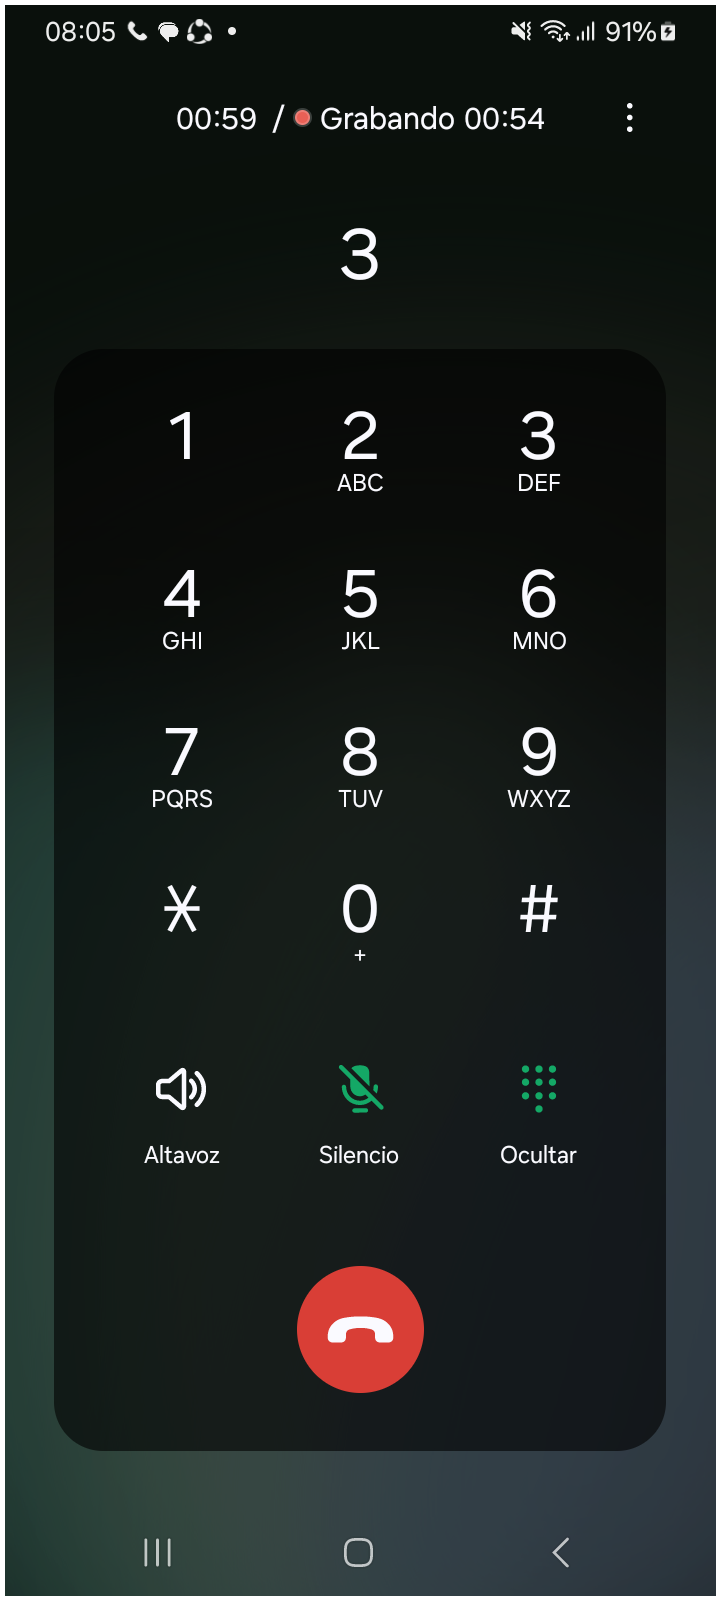 08:05 91%
00:59 / Grabando 00:54
3
1 2 3
ABC DEF
4 5 6
GHI JKL MNO
7 8 9
PQRS TUV WXYZ
* 0 #
+
Altavoz Silencio Ocultar